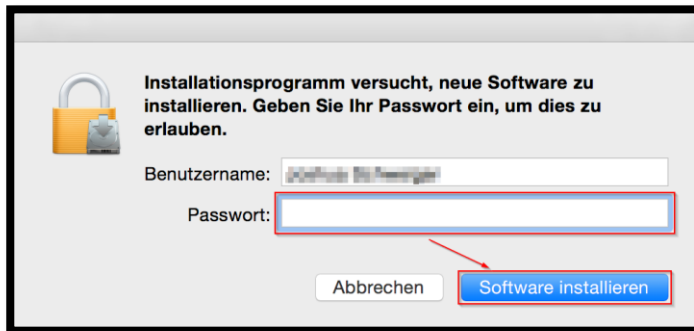 Installationsprogramm versucht, neue Software zu
installieren. Geben Sie Ihr Passwort ein, um dies zu
erlauben.
Benutzername:
Passwort:
Abbrechen
Software installieren